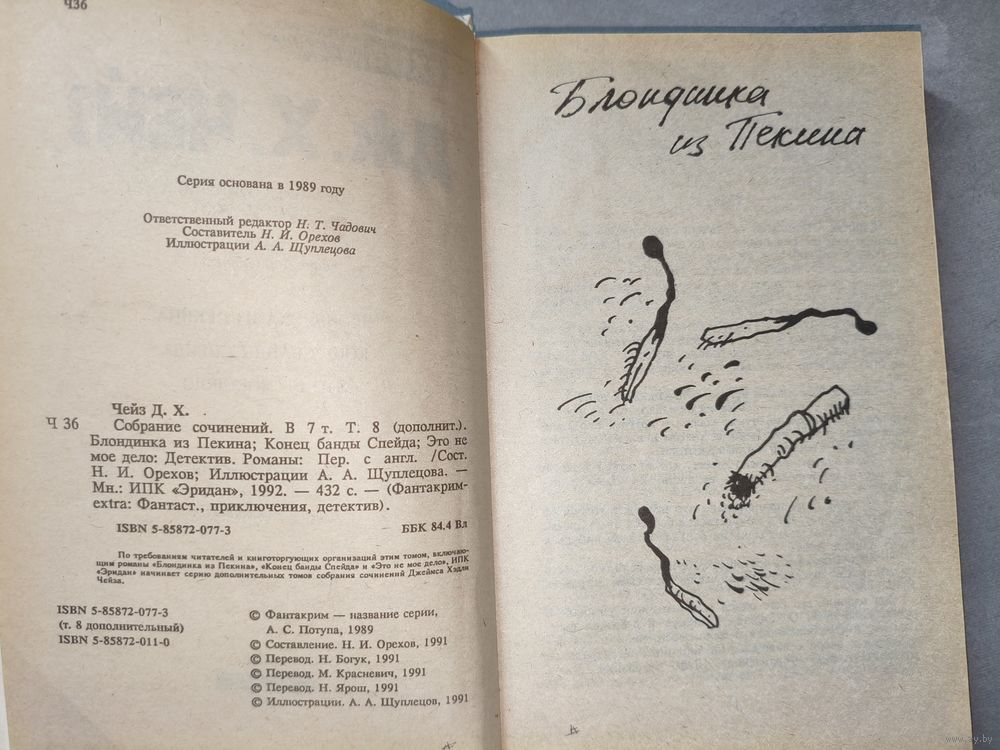 Ч36
Серия основана в 1989 году
Ответственный редактор Н. Т. Чадович
Составитель Н. И. Орехов
Иллюстрации А. А. Щуплецова
Чейз Д. Х.
Ч 36 Собрание сочинений. В 7 т. Т. 8 (дополнит.).
Блондинка из Пекина; Конец банды Спейда; Это не
мое дело: Детектив. Романы: Пер. с англ. /Сост.
Н. И. Орехов; Иллюстрации А. А. Щуплецова. —
Мн.: ИПК «Эридан», 1992. — 432 с. — (Фантакрим-
extra: Фантаст., приключения, детектив).
ISBN 5-85872-077-3 ББК 84.4 Вл
По требованиям читателей и книготоргующих организаций этим томом, включаю-
щим романы «Блондинка из Пекина», «Конец банды Спейда» и «Это не мое дело», ИПК
«Эридан» начинает серию дополнительных томов собрания сочинений Джеймса Хэдли
Чейза.
ISBN 5-85872-077-3
(т. 8 дополнительный)
ISBN 5-85872-011-0
© Фантакрим — название серии,
А. С. Потупа, 1989
© Составление. Н. И. Орехов, 1991
© Перевод. Н. Богук, 1991
© Перевод. М. Красневич, 1991
© Перевод. Н. Ярош, 1991
© Иллюстрации. А. А. Щуплецов, 1991
Блондинка
из Пекина